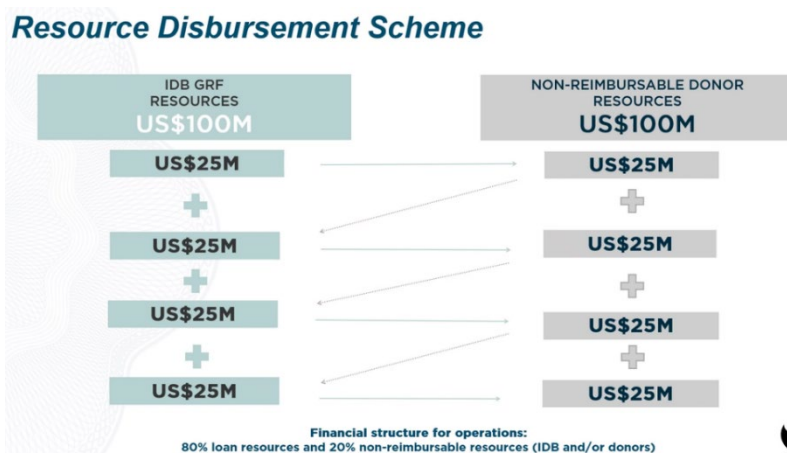 Resource Disbursement Scheme
IDB GRF
RESOURCES
US$100M
NON-REIMBURSABLE DONOR
RESOURCES
US$100M
US$25M
US$25M
US$25M
US$25M
US$25M
US$25M
US$25M
US$25M
Financial structure for operations:
80% loan resources and 20% non-reimbursable resources (IDB and/or donors)